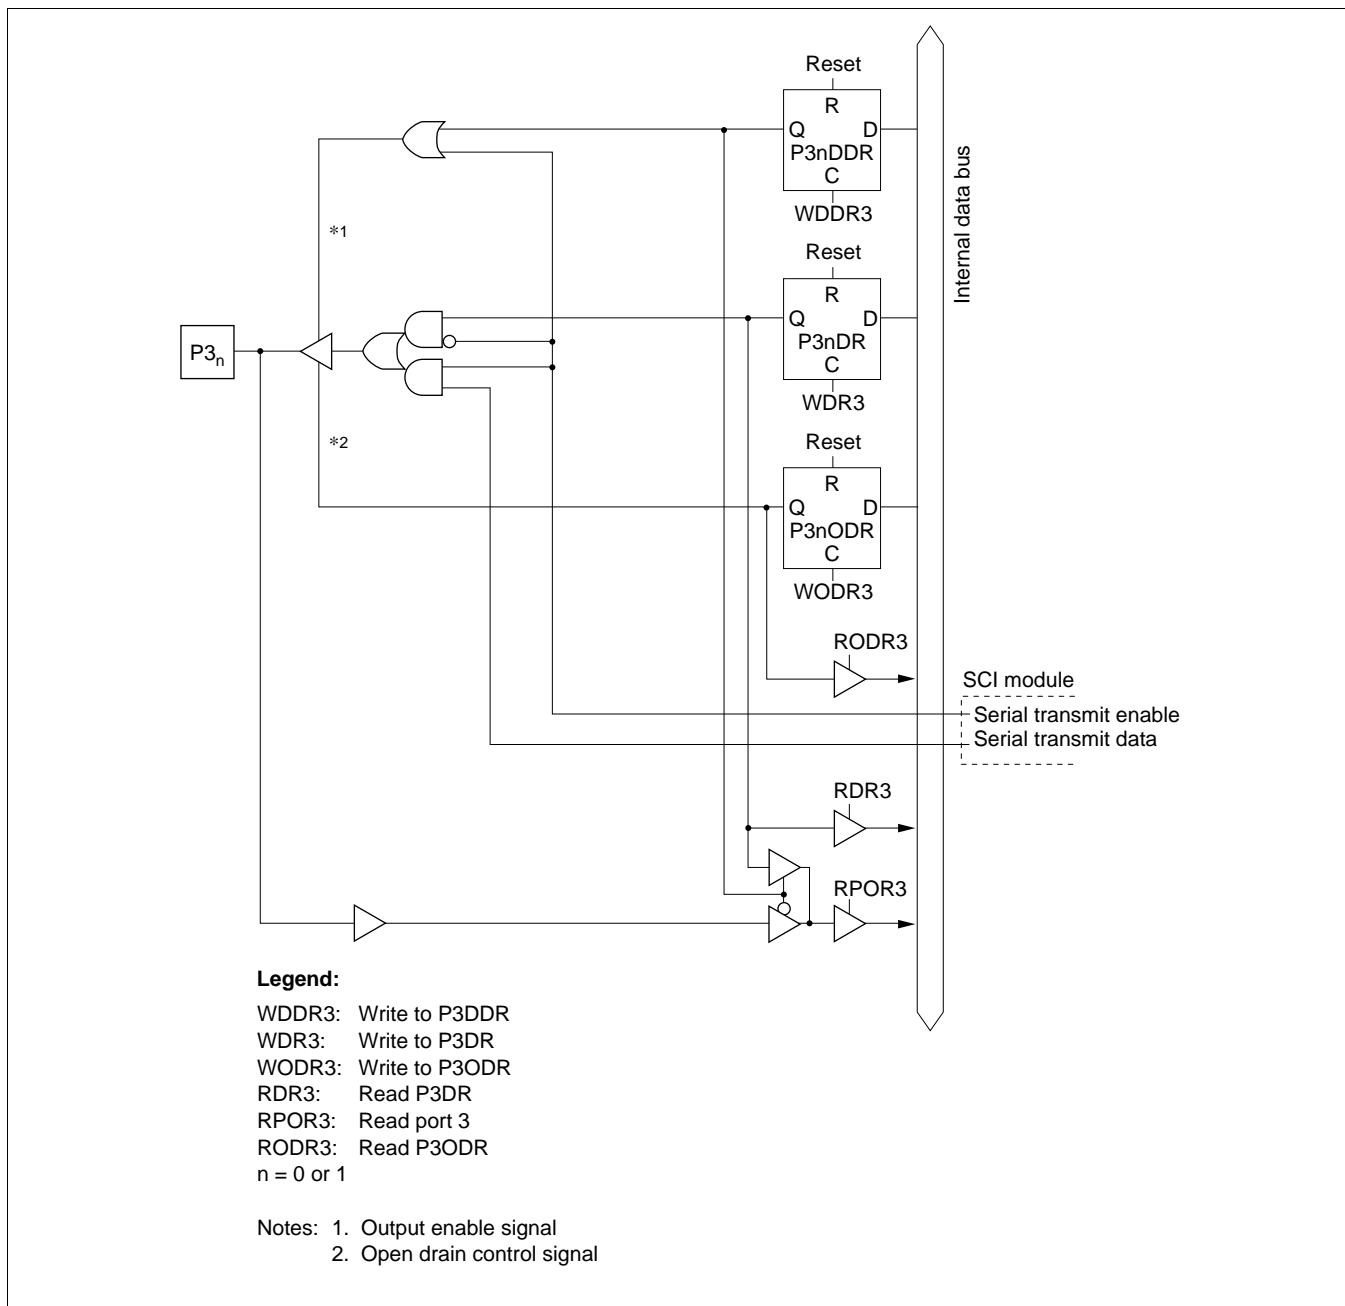 Reset
R
Q D
P3nDDR
C
WDDR3
Internal data bus
*1
Reset
R
Q D
P3nDR
C
WDR3
P3n
*2
Reset
R
Q D
P3nODR
C
WODR3
RODR3
SCI module
Serial transmit enable
Serial transmit data
RDR3
RPOR3
Legend:
WDDR3: Write to P3DDR
WDR3: Write to P3DR
WODR3: Write to P3ODR
RDR3: Read P3DR
RPOR3: Read port 3
RODR3: Read P3ODR
n = 0 or 1
Notes: 1. Output enable signal
2. Open drain control signal